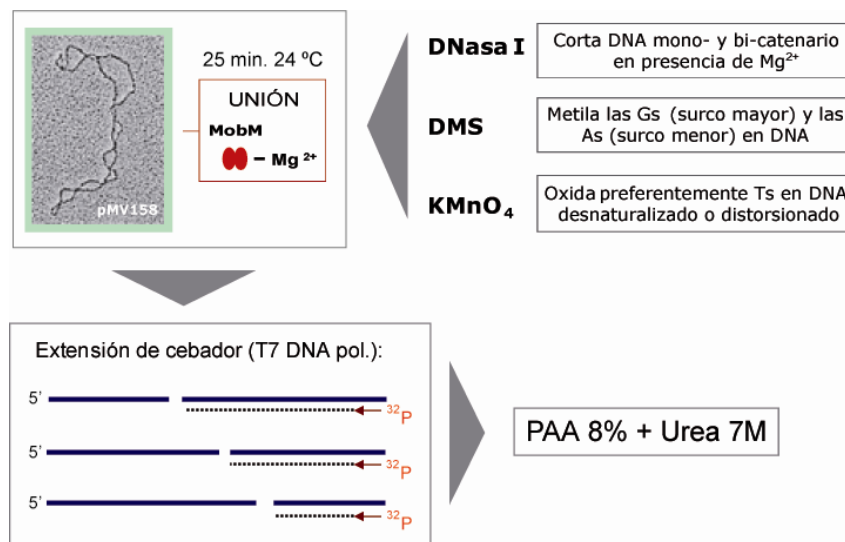 25 min. 24 ºC
UNIÓN
MobM
– Mg 2+
pMV158
DNasa I
Corta DNA mono- y bi-catenario
en presencia de Mg2+
DMS
Metila las Gs (surco mayor) y las
As (surco menor) en DNA
KMnO4
Oxida preferentemente Ts en DNA
desnaturalizado o distorsionado
Extensión de cebador (T7 DNA pol.):
5’
32P
5’
32P
5’
32P
PAA 8% + Urea 7M